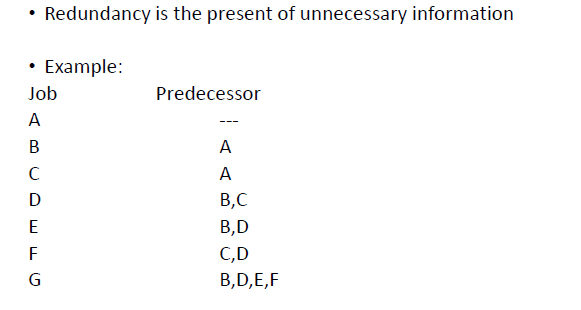 • Redundancy is the present of unnecessary information
• Example:
Job Predecessor
A ---
B A
C A
D B,C
E B,D
F C,D
G B,D,E,F